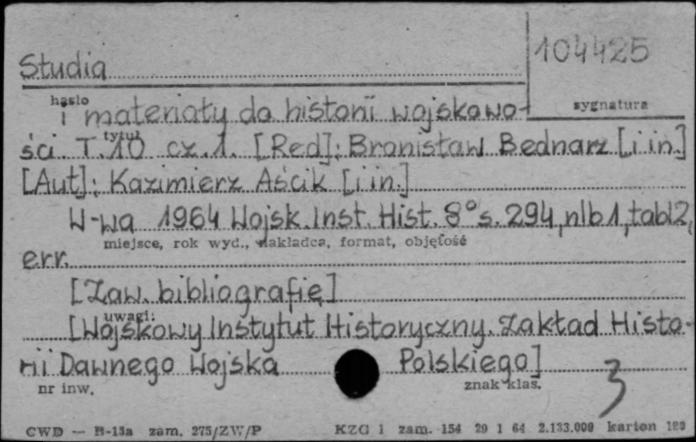 104425
Studia
hasło
sygnatura
i materiały do historii wojskowo-
tytuł
ści. T. 10 cz. 1. [Red]: Bronisław Bednarz [i in.]
[Aut]: Kazimierz Aścik [i in.]
W-wa 1964 Wojsk. Inst. Hist. 8° s. 294, nlb 1, tabl 2,
miejsce, rok wyd., nakładca, format, objętość
err.
[Zaw. bibliografię]
uwagi:
[Wojskowy Instytut Historyczny. Zakład Histo-
rii Dawnego Wojska Polskiego]
nr inw.
znak klas.
3
CWD — B-13a zam. 275/ZW/P KZG 1 zam. 154 29 1 64 2.133.000 karton 180